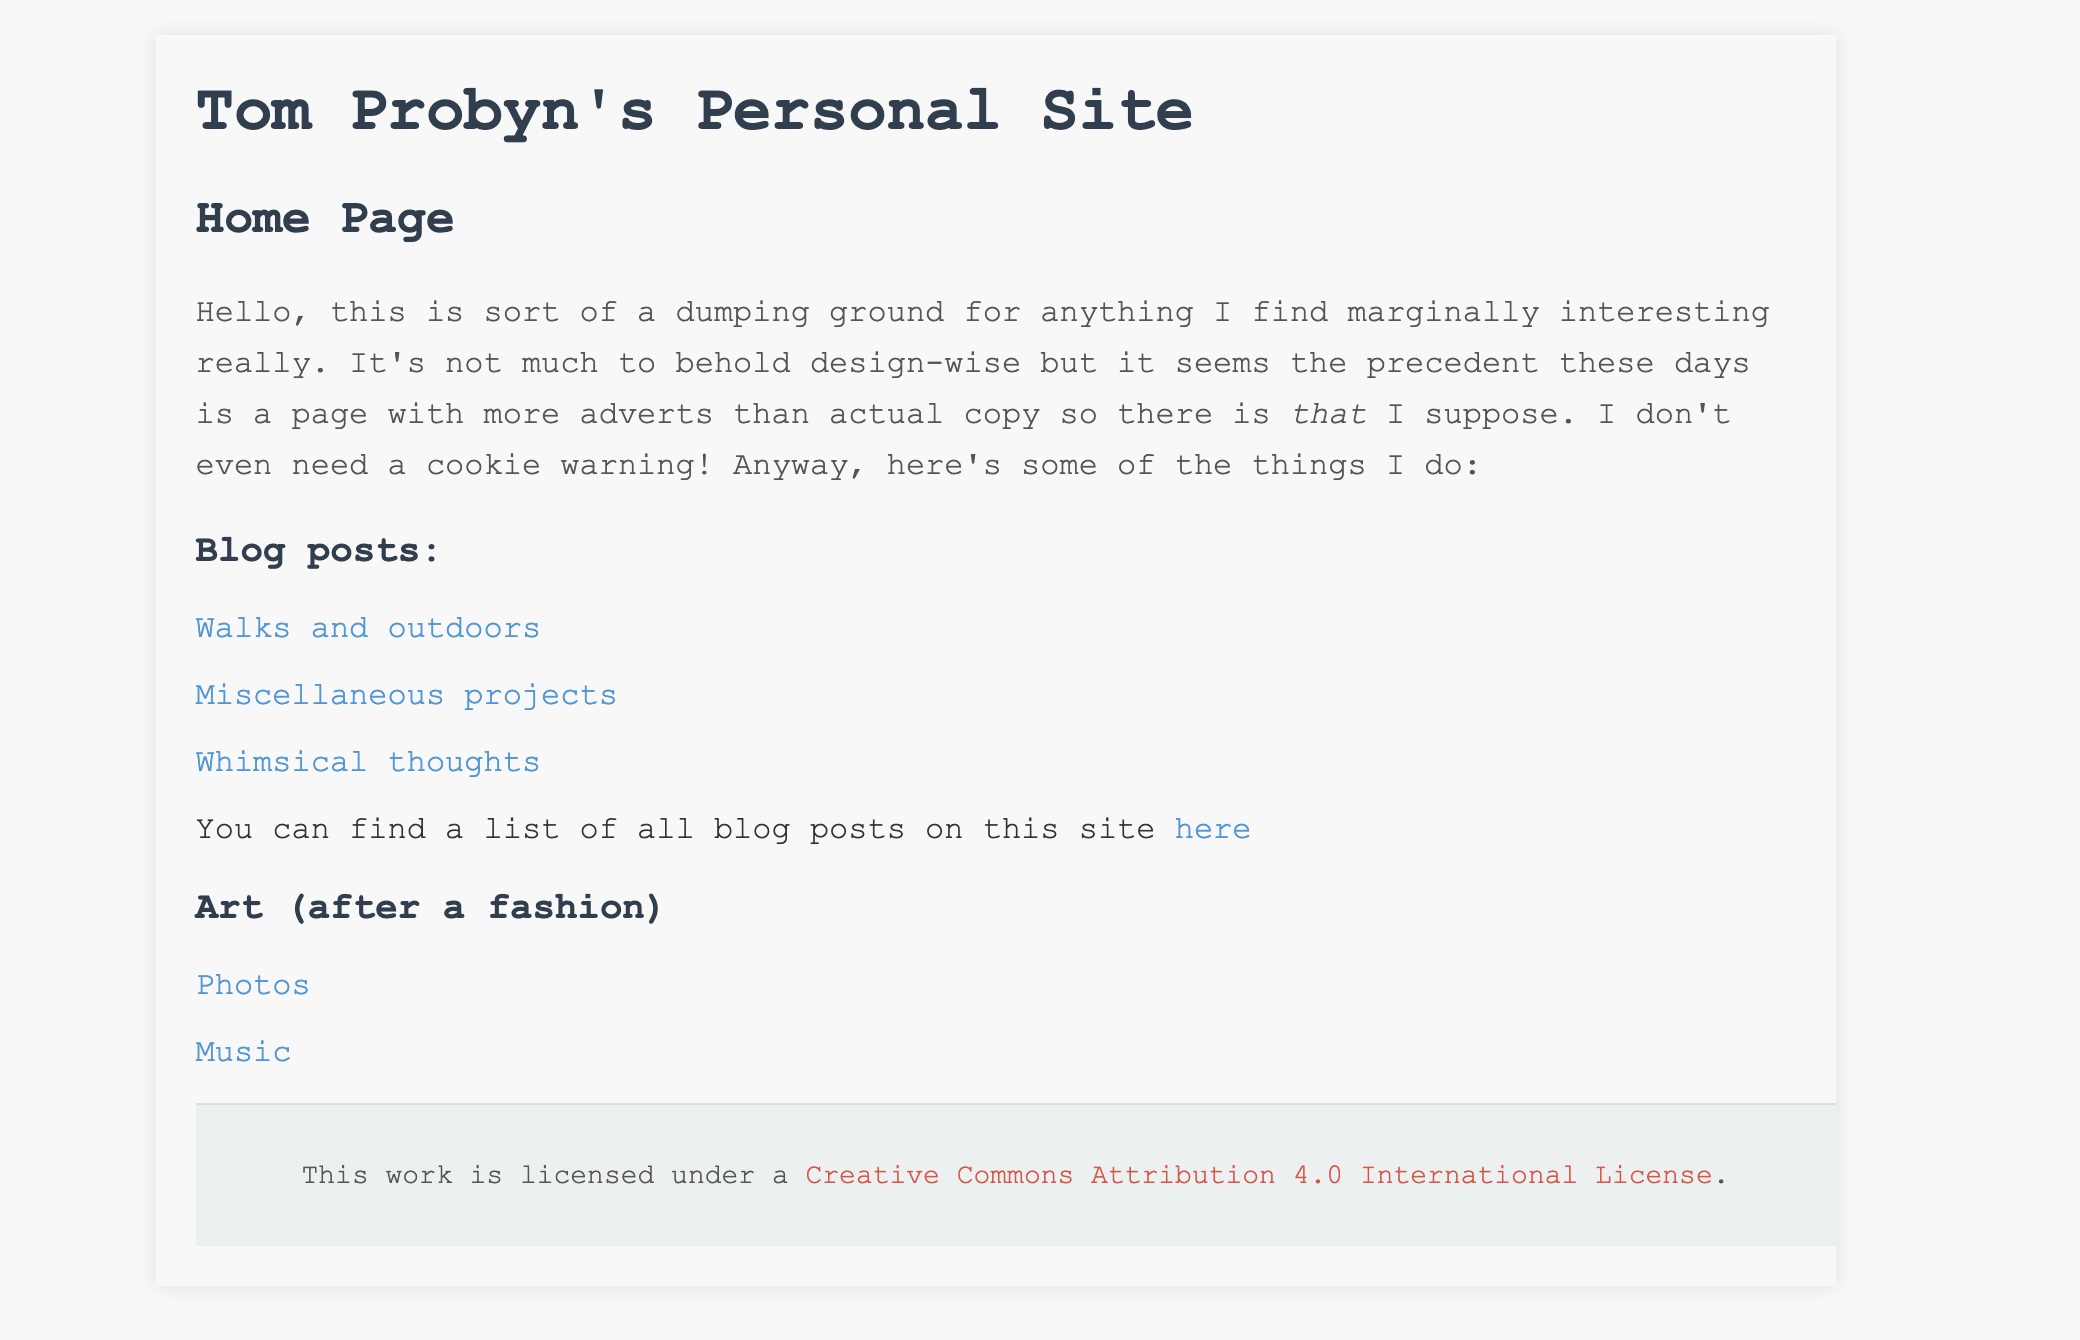 Tom Probyn's Personal Site
Home Page
Hello, this is sort of a dumping ground for anything I find marginally interesting
really. It's not much to behold design-wise but it seems the precedent these days
is a page with more adverts than actual copy so there is that I suppose. I don't
even need a cookie warning! Anyway, here's some of the things I do:
Blog posts:
Walks and outdoors
Miscellaneous projects
Whimsical thoughts
You can find a list of all blog posts on this site here
Art (after a fashion)
Photos
Music
This work is licensed under a Creative Commons Attribution 4.0 International License.